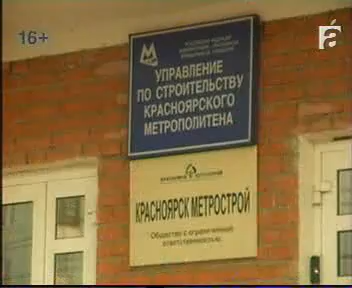 16+
á
М
УПРАВЛЕНИЕ
ПО СТРОИТЕЛЬСТВУ
КРАСНОЯРСКОГО
МЕТРОПОЛИТЕНА
КРАСНОЯРСК МЕТРОСТРОЙ
Общество с ограниченной
ответственностью